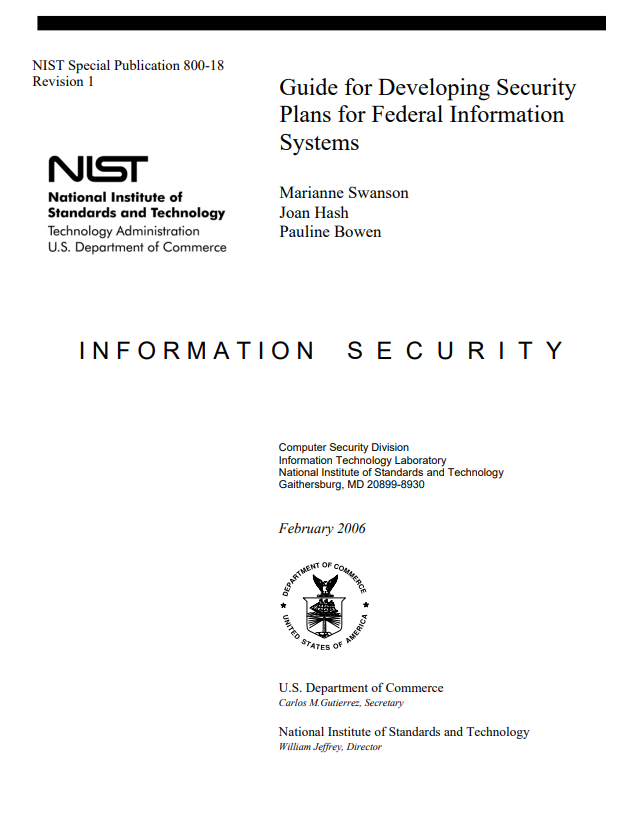 NIST Special Publication 800-18
Revision 1
Guide for Developing Security
Plans for Federal Information
Systems
NIST
National Institute of
Standards and Technology
Technology Administration
U.S. Department of Commerce
Marianne Swanson
Joan Hash
Pauline Bowen
INFORMATION SECURITY
Computer Security Division
Information Technology Laboratory
National Institute of Standards and Technology
Gaithersburg, MD 20899-8930
February 2006
DEPARTMENT OF COMMERCE
UNITED STATES OF AMERICA
U.S. Department of Commerce
Carlos M.Gutierrez, Secretary
National Institute of Standards and Technology
William Jeffrey, Director